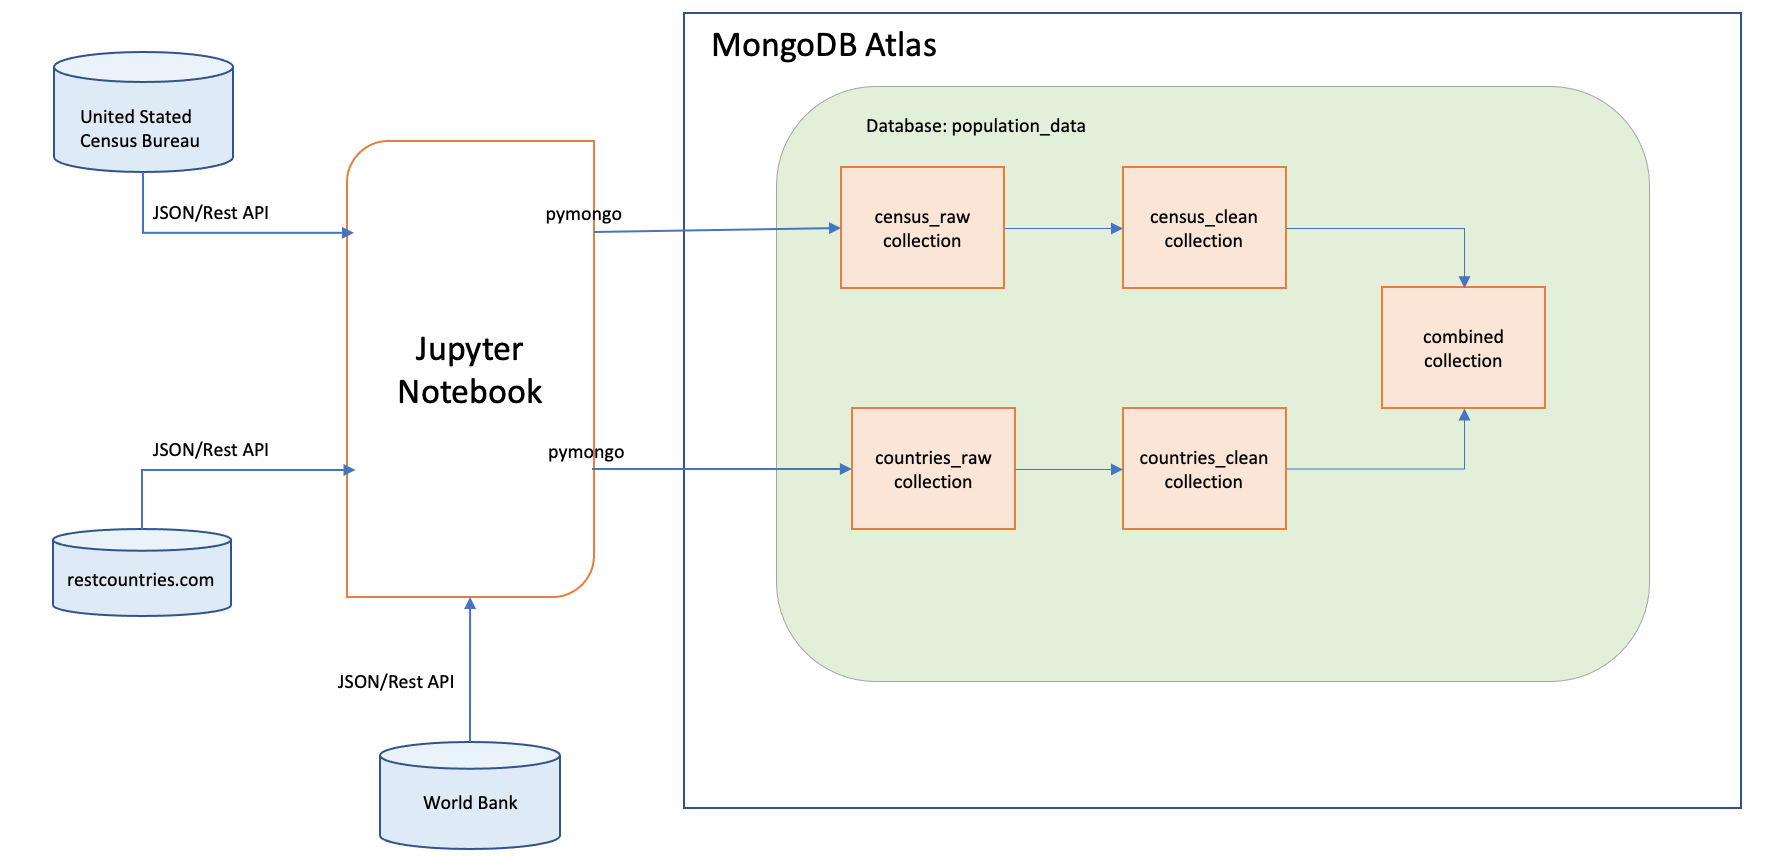 MongoDB Atlas
United Stated
Census Bureau
Database: population_data
JSON/Rest API
pymongo
census_raw
collection
census_clean
collection
Jupyter
Notebook
combined
collection
JSON/Rest API
pymongo
countries_raw
collection
countries_clean
collection
restcountries.com
JSON/Rest API
World Bank